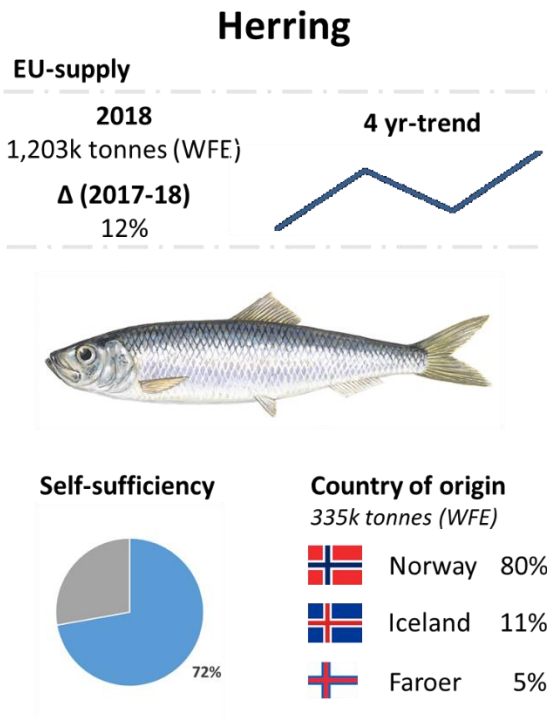 Herring
EU-supply
2018
1,203k tonnes (WFE)
Δ (2017-18)
12%
4 yr-trend
Self-sufficiency
72%
Country of origin
335k tonnes (WFE)
Norway 80%
Iceland 11%
Faroer 5%